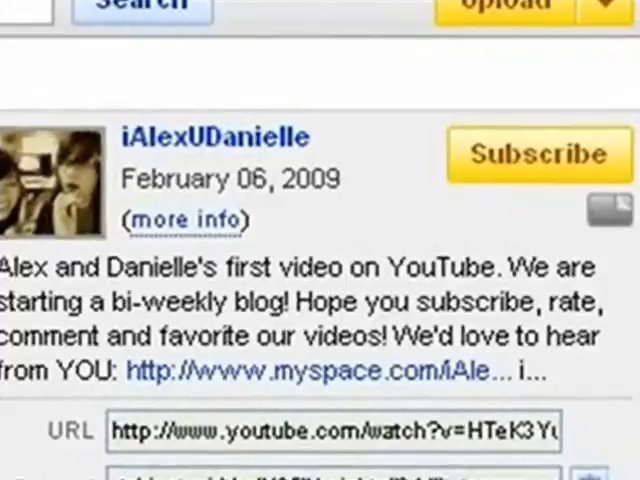 Search
Upload
iAlexUDanielle
February 06, 2009
Subscribe
(more info)
Alex and Danielle's first video on YouTube. We are
starting a bi-weekly blog! Hope you subscribe, rate,
comment and favorite our videos! We'd love to hear
from YOU: http://www.myspace.com/iAle... i...
URL http://www.youtube.com/watch?v=HTeK3Yu